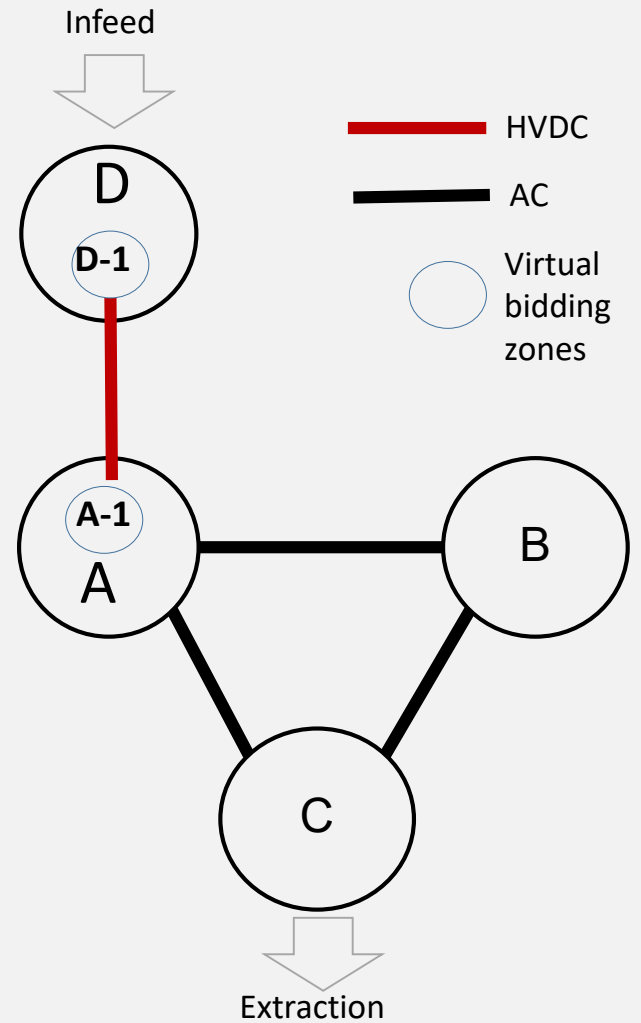 Infeed
HVDC
D
AC
D-1
Virtual
bidding
zones
A-1
B
A
C
Extraction